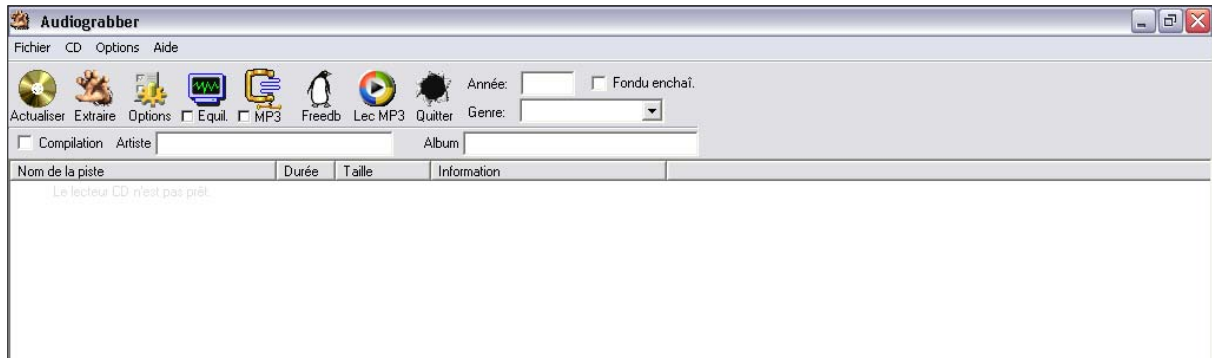 Audiograbber
Fichier CD Options Aide
Année: Fondu enchaî.
Actualiser Extraire Options Equil. MP3 Freedb Lec MP3 Quitter Genre:
Compilation Artiste Album
Nom de la piste Durée Taille Information
Le lecteur CD n'est pas prêt.